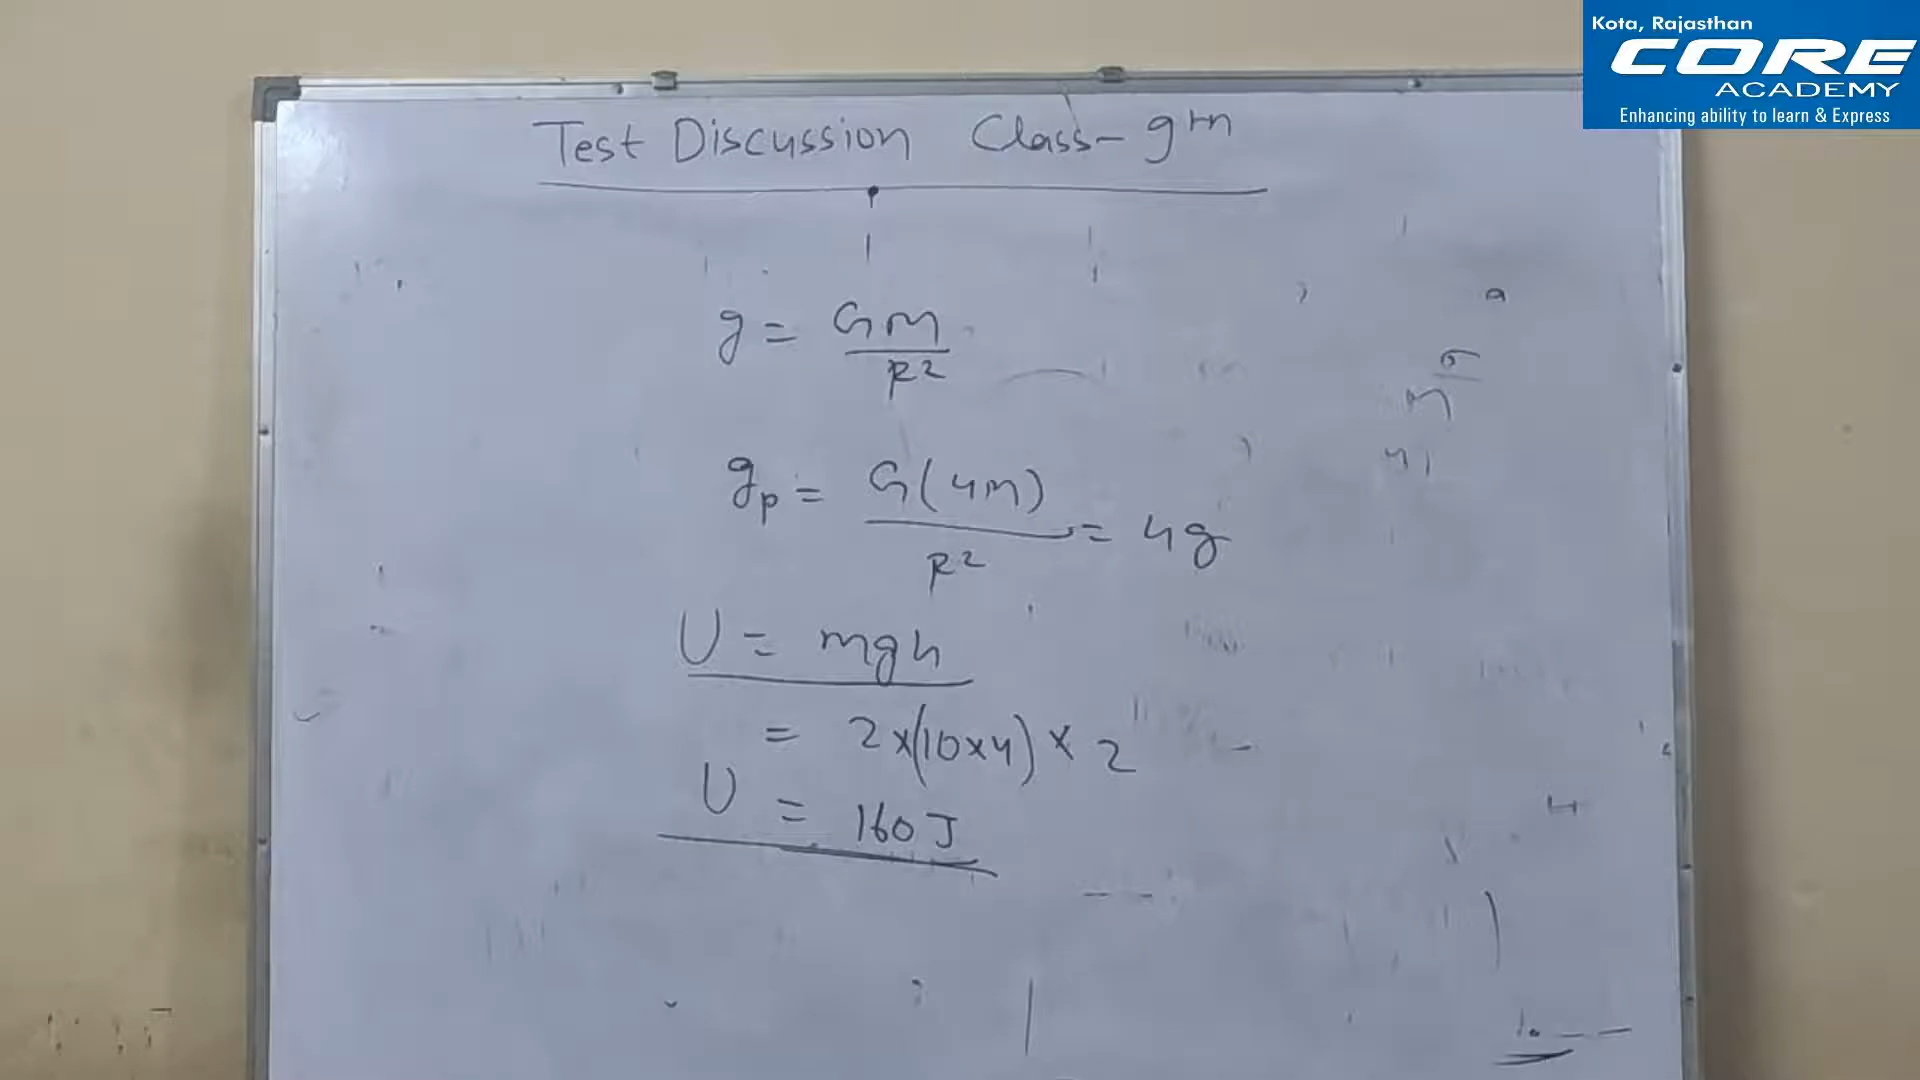 Kota, Rajasthan
CORE
ACADEMY
Enhancing ability to learn & Express
Test Discussion Class- 9th
g = GM
R²
gp = G(4M) = 4g
R²
U = mgh
= 2×(10×4) × 2
U = 160 J